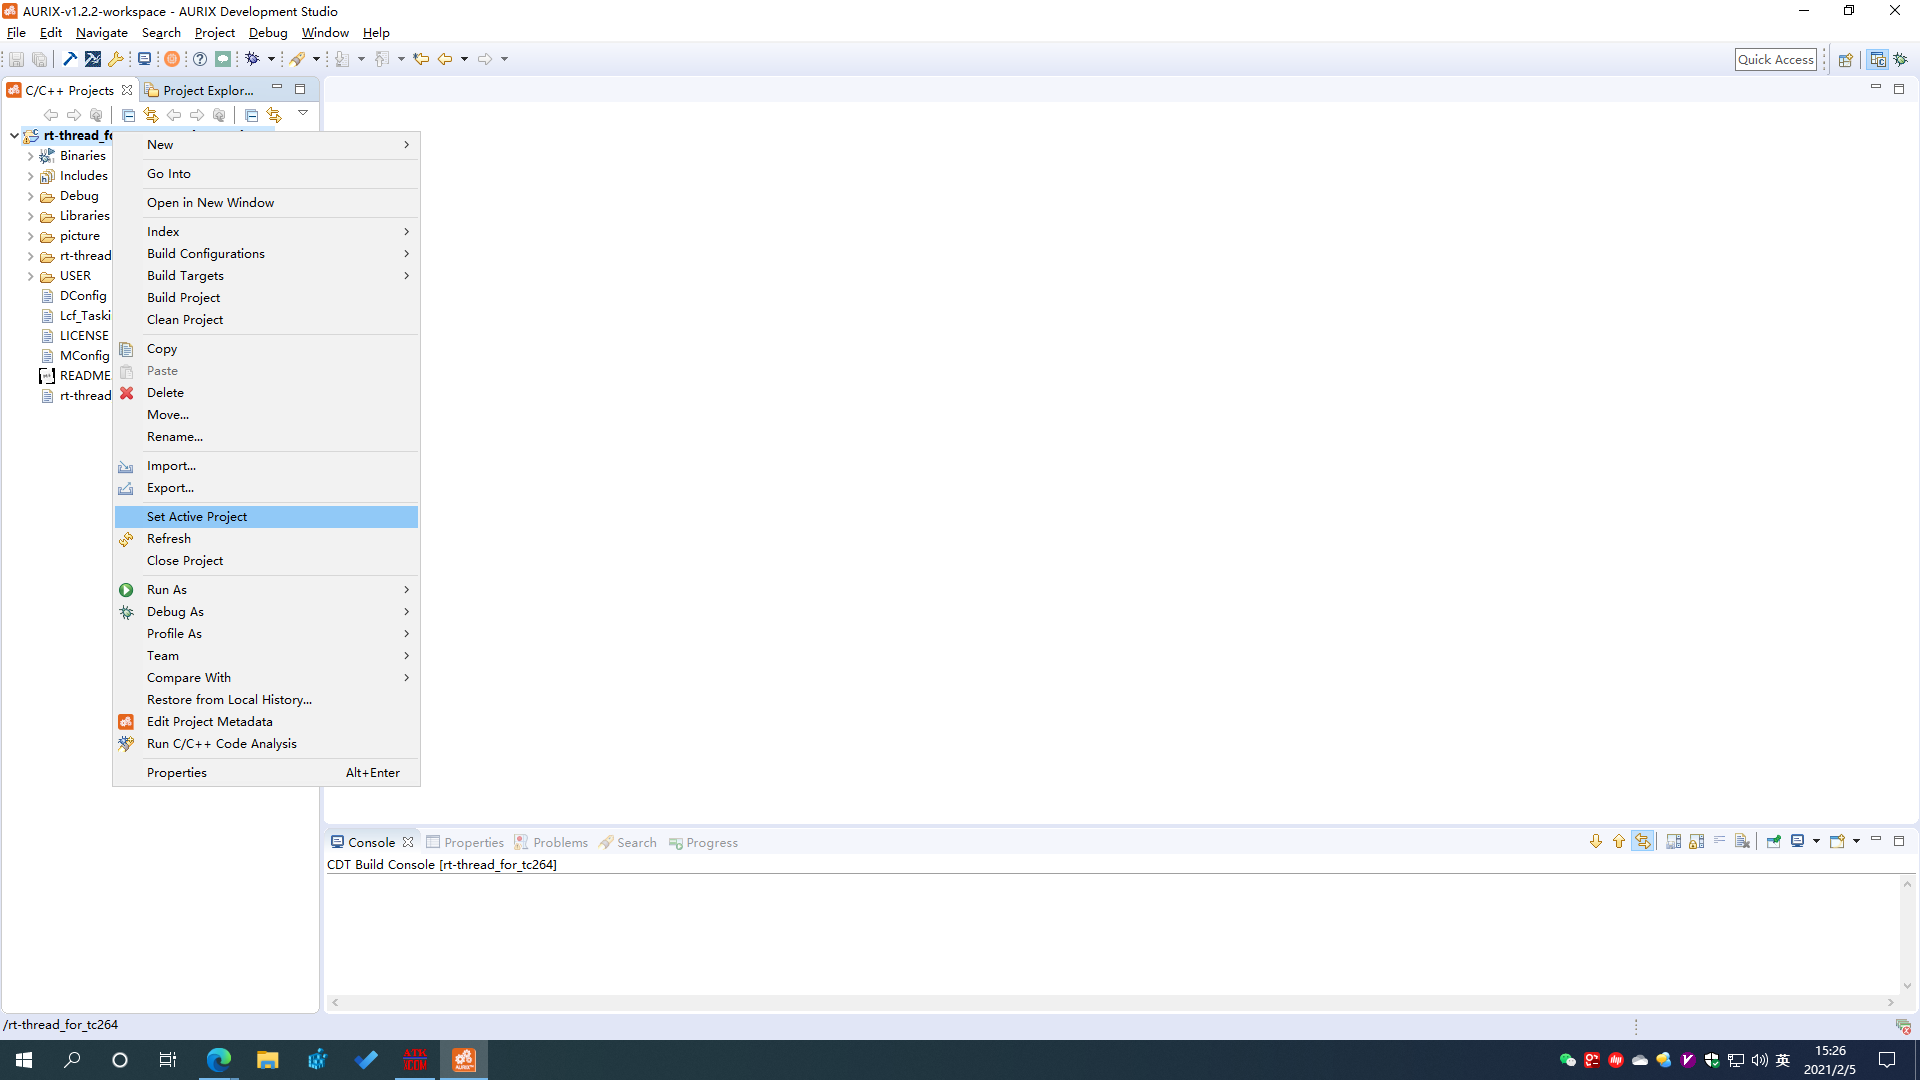 AURIX-v1.2.2-workspace - AURIX Development Studio
File Edit Navigate Search Project Debug Window Help
Quick Access
C/C++ Projects Project Explor...
rt-thread_fo
Binaries
Includes
Debug
Libraries
picture
rt-thread
USER
DConfig
Lcf_Taski
LICENSE
MConfig
README
rt-thread
New
Go Into
Open in New Window
Index
Build Configurations
Build Targets
Build Project
Clean Project
Copy
Paste
Delete
Move...
Rename...
Import...
Export...
Set Active Project
Refresh
Close Project
Run As
Debug As
Profile As
Team
Compare With
Restore from Local History...
Edit Project Metadata
Run C/C++ Code Analysis
Properties Alt+Enter
Console Properties Problems Search Progress
CDT Build Console [rt-thread_for_tc264]
/rt-thread_for_tc264
ATK
XCOM
AURIX™
英
15:26
2021/2/5